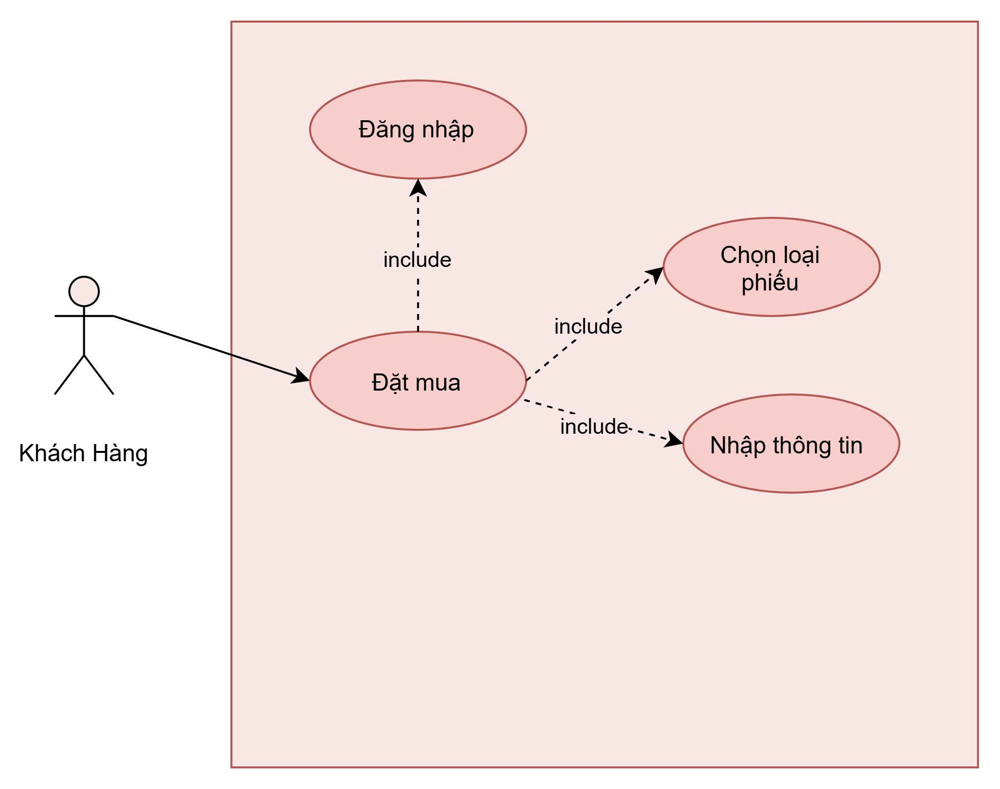 Đăng nhập
include
Chọn loại
phiếu
include
Đặt mua
include
Nhập thông tin
Khách Hàng